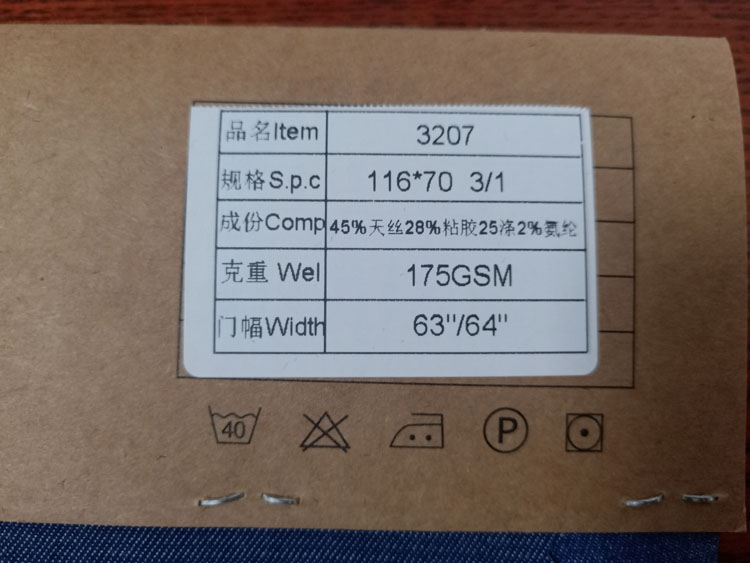 品名Item 3207
规格S.p.c 116*70 3/1
成份Comp 45%天丝28%粘胶25涤2%氨纶
克重 Wel 175GSM
门幅Width 63"/64"
40
P